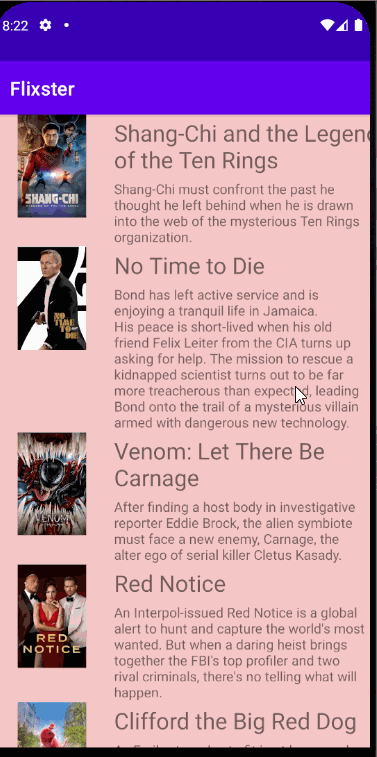 8:22
Flixster
Shang-Chi and the Legend
of the Ten Rings
SHANG-CHI
Shang-Chi must confront the past he
thought he left behind when he is drawn
into the web of the mysterious Ten Rings
organization.
No Time to Die
NO
TIME
TO
DIE
Bond has left active service and is
enjoying a tranquil life in Jamaica.
His peace is short-lived when his old
friend Felix Leiter from the CIA turns up
asking for help. The mission to rescue a
kidnapped scientist turns out to be far
more treacherous than expected, leading
Bond onto the trail of a mysterious villain
armed with dangerous new technology.
Venom: Let There Be
Carnage
VENOM
After finding a host body in investigative
reporter Eddie Brock, the alien symbiote
must face a new enemy, Carnage, the
alter ego of serial killer Cletus Kasady.
Red Notice
RED
NOTICE
An Interpol-issued Red Notice is a global
alert to hunt and capture the world's most
wanted. But when a daring heist brings
together the FBI's top profiler and two
rival criminals, there's no telling what will
happen.
Clifford the Big Red Dog